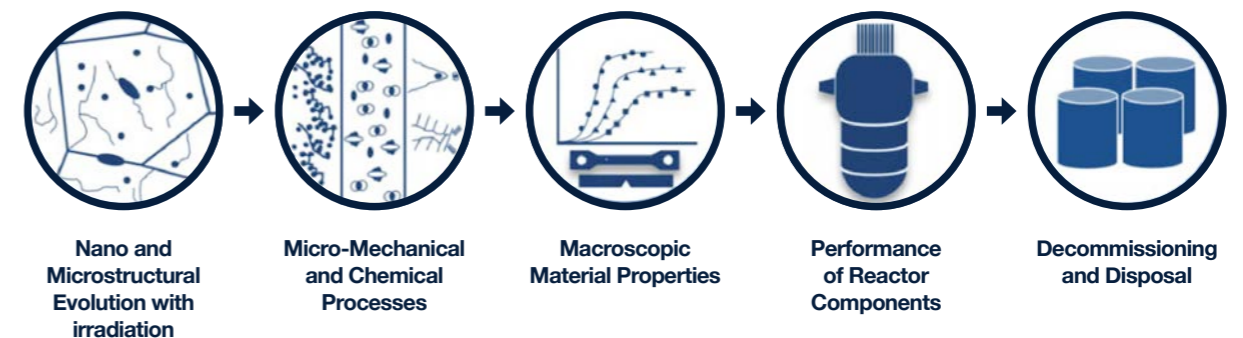 Nano and
Microstructural
Evolution with
irradiation
Micro-Mechanical
and Chemical
Processes
Macroscopic
Material Properties
Performance
of Reactor
Components
Decommissioning
and Disposal